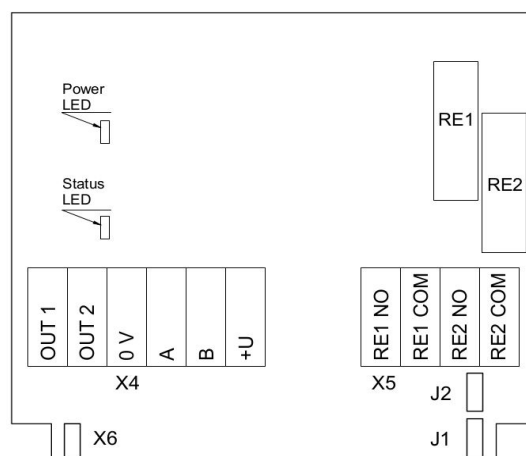 Power
LED
RE1
RE2
Status
LED
OUT 1
OUT 2
0 V
A
B
+U
RE1 NO
RE1 COM
RE2 NO
RE2 COM
X4
X5
J2
X6
J1